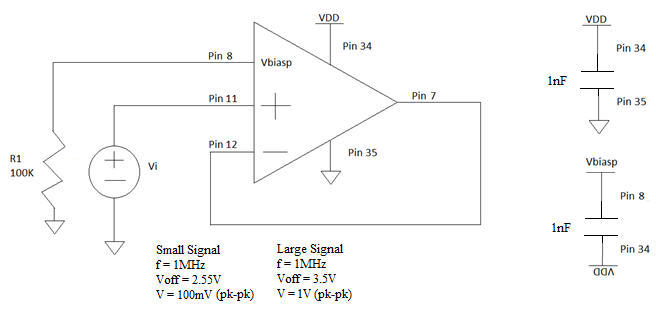 VDD
Pin 34
Pin 8
Vbiasp
Pin 11
+
Pin 7
Pin 12
−
Pin 35
R1
100K
+
−
Vi
Small Signal
f = 1MHz
Voff = 2.55V
V = 100mV (pk-pk)
Large Signal
f = 1MHz
Voff = 3.5V
V = 1V (pk-pk)
VDD
Pin 34
1nF
Pin 35
Vbiasp
Pin 8
1nF
Pin 34
VDD